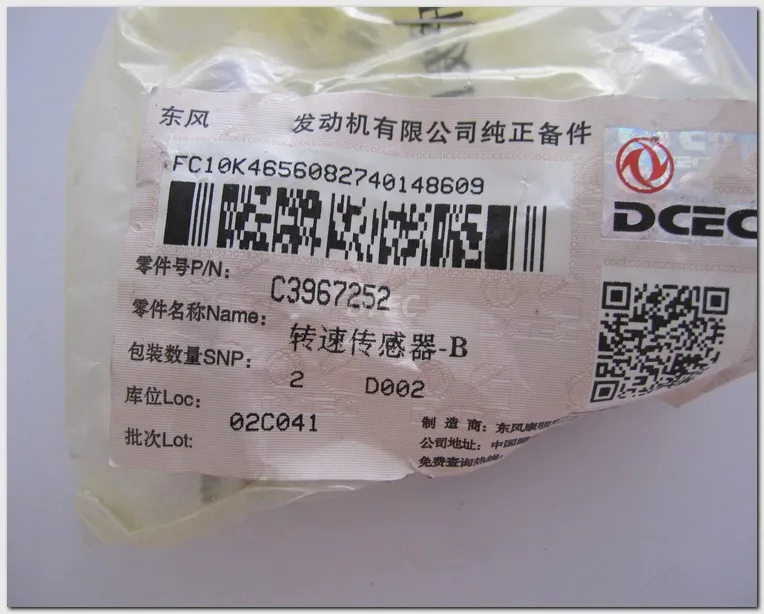 东风 发动机有限公司纯正备件
FC10K4656082740148609
DCEC
零件号P/N: C3967252
零件名称Name: 转速传感器-B
包装数量SNP: 2 D002
库位Loc: 02C041
批次Lot:
制造商: 东风康明
公司地址: 中国
免费查询热线: